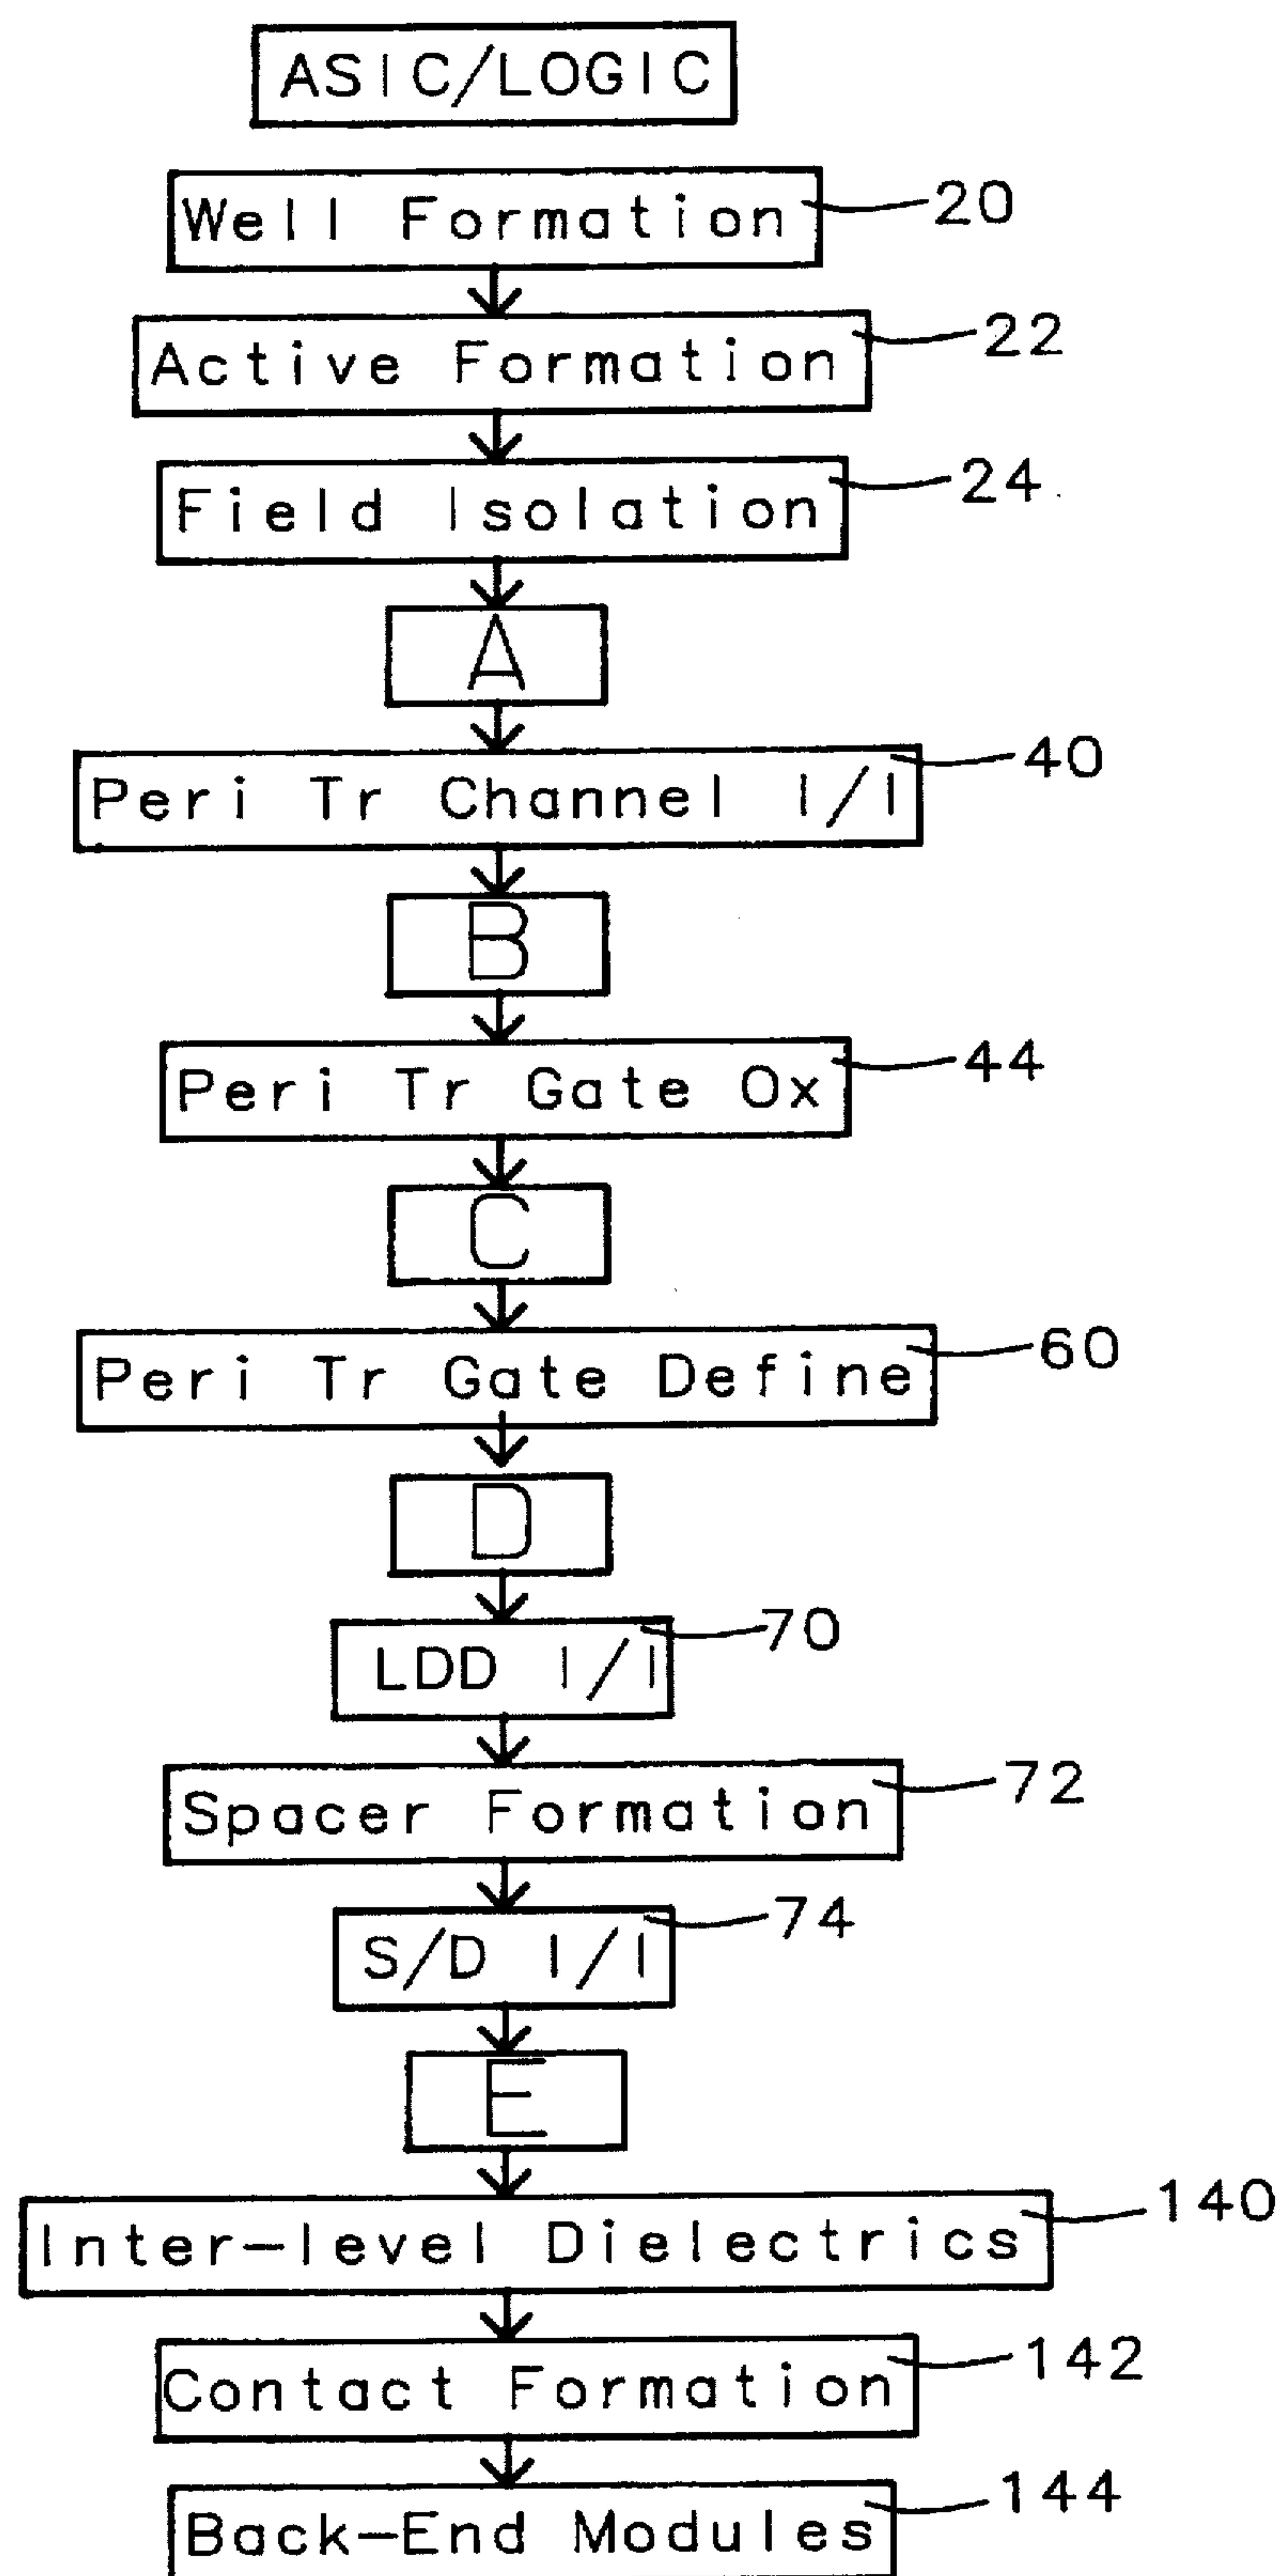 ASIC/LOGIC
Well Formation 20
Active Formation 22
Field Isolation 24
A
Peri Tr Channel I/I 40
B
Peri Tr Gate Ox 44
C
Peri Tr Gate Define 60
D
LDD I/I 70
Spacer Formation 72
S/D I/I 74
E
Inter-level Dielectrics 140
Contact Formation 142
Back-End Modules 144